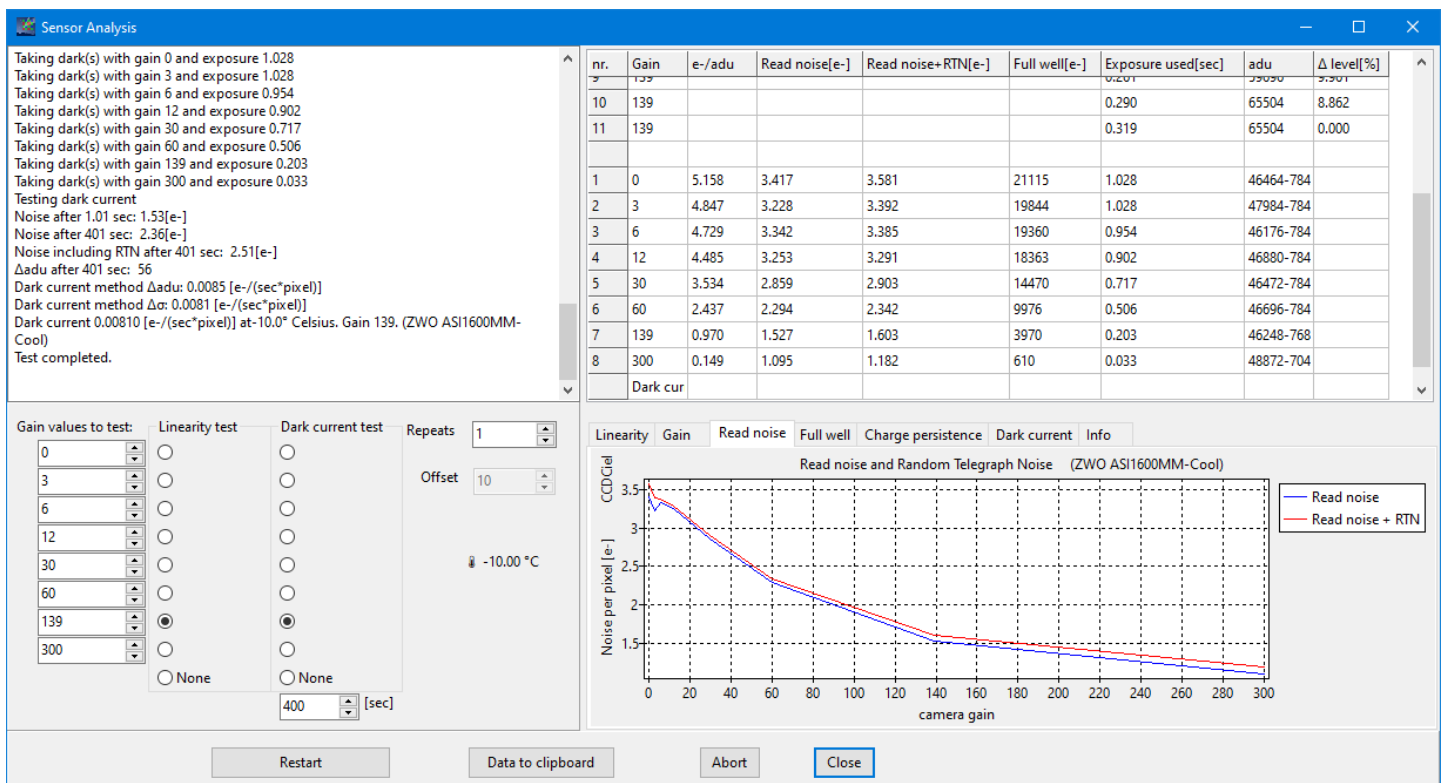 Sensor Analysis
Taking dark(s) with gain 0 and exposure 1.028
Taking dark(s) with gain 3 and exposure 1.028
Taking dark(s) with gain 6 and exposure 0.954
Taking dark(s) with gain 12 and exposure 0.902
Taking dark(s) with gain 30 and exposure 0.717
Taking dark(s) with gain 60 and exposure 0.506
Taking dark(s) with gain 139 and exposure 0.203
Taking dark(s) with gain 300 and exposure 0.033
Testing dark current
Noise after 1.01 sec: 1.53[e-]
Noise after 401 sec:  2.36[e-]
Noise including RTN after 401 sec:  2.51[e-]
Δadu after 401 sec:  56
Dark current method Δadu: 0.0085 [e-/(sec*pixel)]
Dark current method Δσ: 0.0081 [e-/(sec*pixel)]
Dark current 0.00810 [e-/(sec*pixel)] at-10.0° Celsius. Gain 139. (ZWO ASI1600MM-
Cool)
Test completed.
nr. Gain e-/adu Read noise[e-] Read noise+RTN[e-] Full well[e-] Exposure used[sec] adu Δ level[%]
10 139 0.290 65504 8.862
11 139 0.319 65504 0.000
1 0 5.158 3.417 3.581 21115 1.028 46464-784
2 3 4.847 3.228 3.392 19844 1.028 47984-784
3 6 4.729 3.342 3.385 19360 0.954 46176-784
4 12 4.485 3.253 3.291 18363 0.902 46880-784
5 30 3.534 2.859 2.903 14470 0.717 46472-784
6 60 2.437 2.294 2.342 9976 0.506 46696-784
7 139 0.970 1.527 1.603 3970 0.203 46248-768
8 300 0.149 1.095 1.182 610 0.033 48872-704
Dark cur
Gain values to test: Linearity test Dark current test Repeats 1
0
3
6
12
30
60
139
300
None None
400 [sec]
Offset 10
-10.00 °C
Linearity Gain Read noise Full well Charge persistence Dark current Info
Read noise and Random Telegraph Noise (ZWO ASI1600MM-Cool)
CCDCiel
Noise per pixel [e-]
3.5
3
2.5
2
1.5
0 20 40 60 80 100 120 140 160 180 200 220 240 260 280 300
camera gain
Read noise
Read noise + RTN
Restart Data to clipboard Abort Close